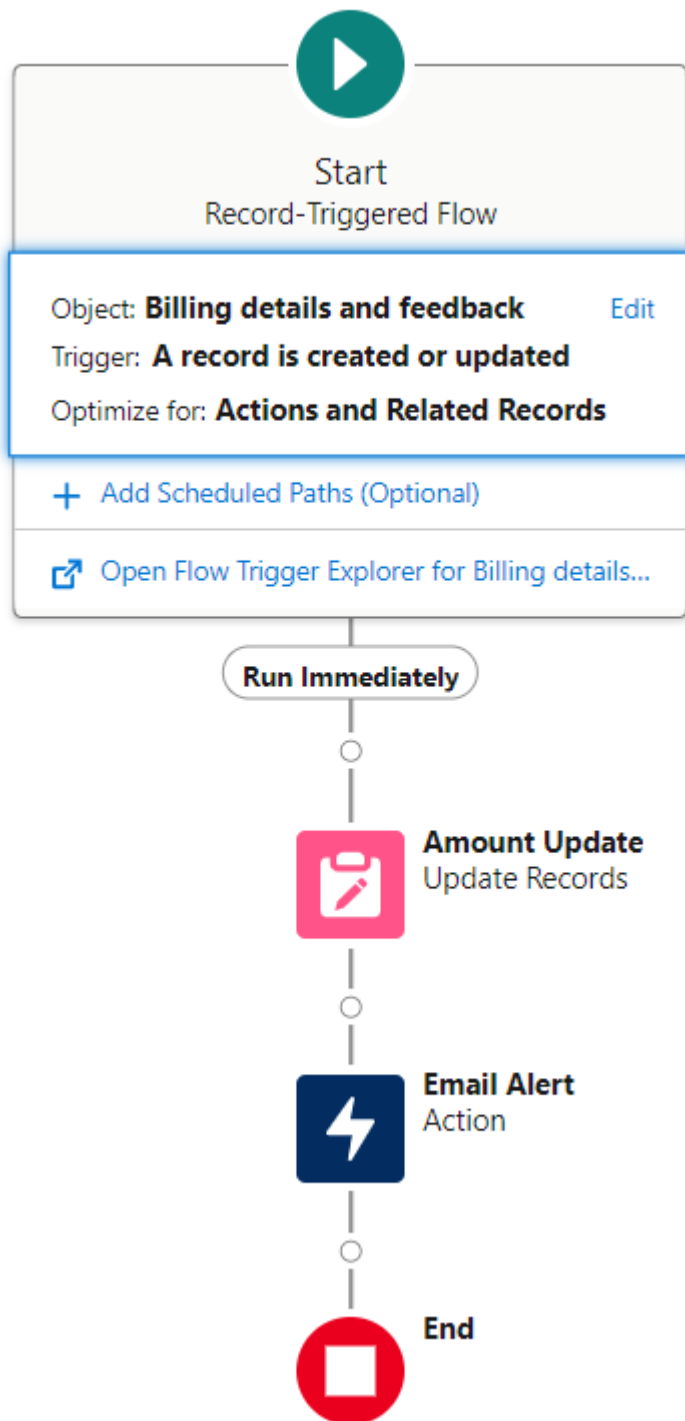 Start
Record-Triggered Flow
Object: Billing details and feedback Edit
Trigger: A record is created or updated
Optimize for: Actions and Related Records
+ Add Scheduled Paths (Optional)
Open Flow Trigger Explorer for Billing details...
Run Immediately
Amount Update
Update Records
Email Alert
Action
End